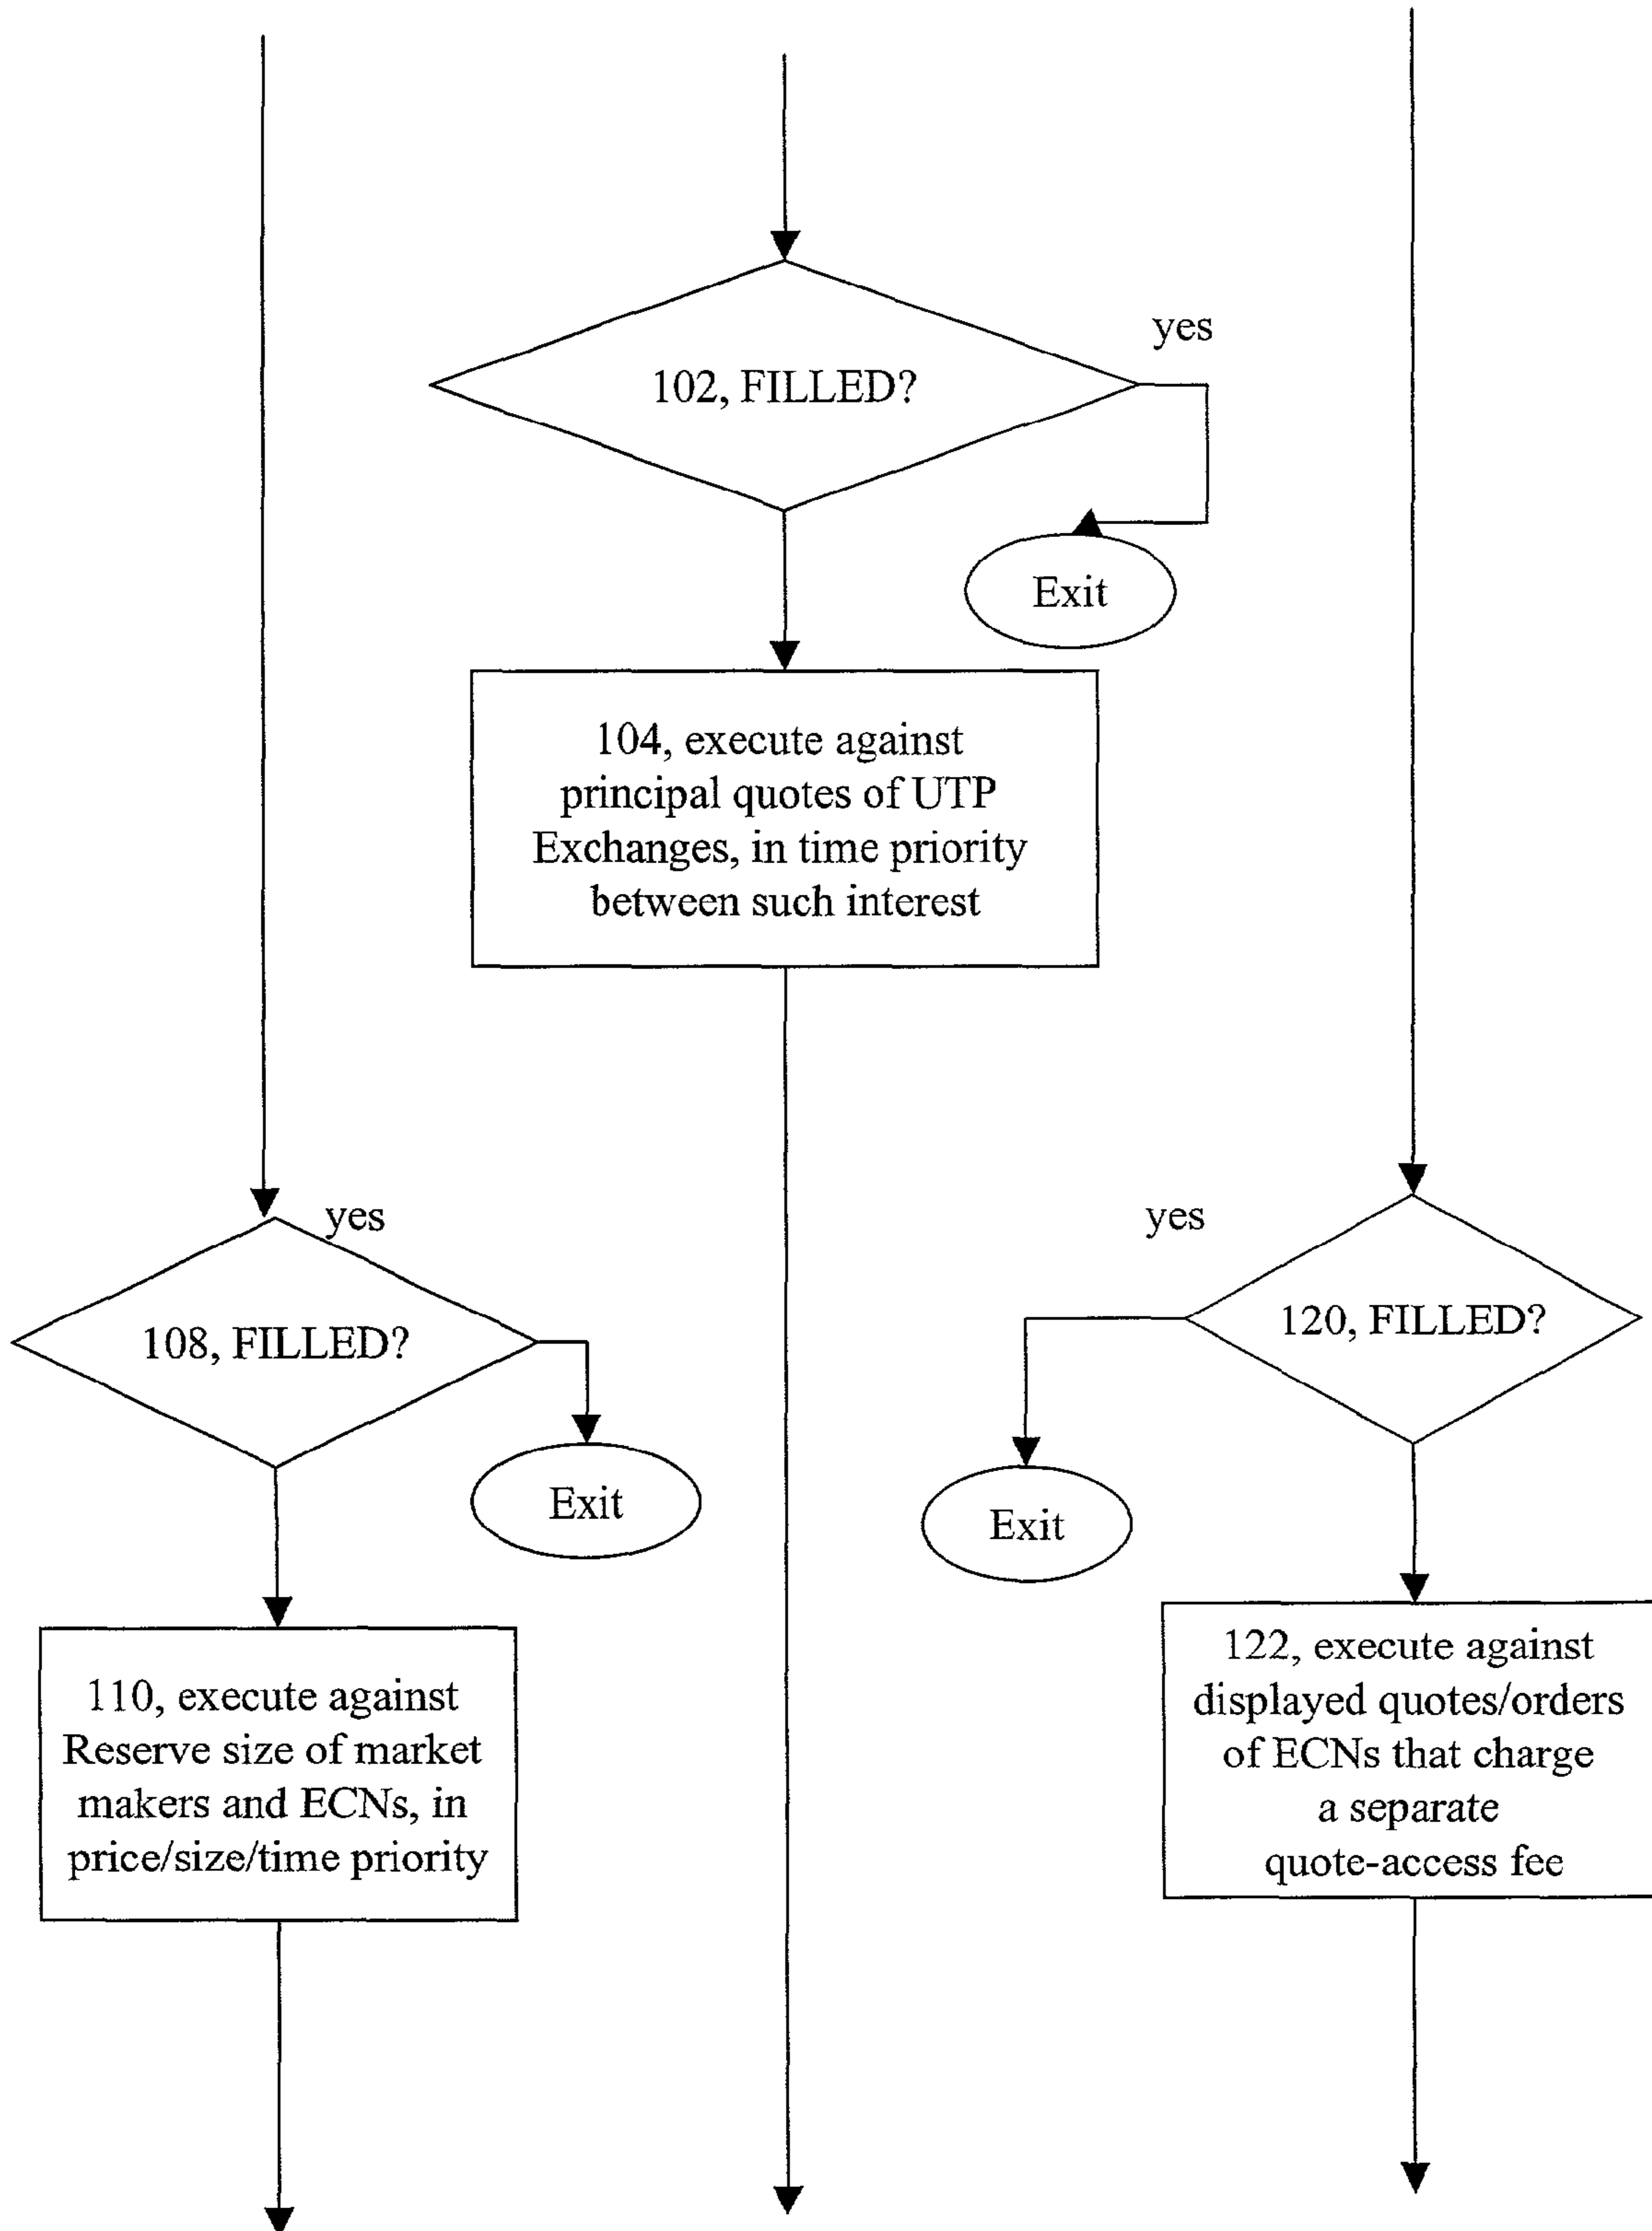 yes
102, FILLED?
Exit
104, execute against
principal quotes of UTP
Exchanges, in time priority
between such interest
yes
108, FILLED?
Exit
110, execute against
Reserve size of market
makers and ECNs, in
price/size/time priority
yes
120, FILLED?
Exit
122, execute against
displayed quotes/orders
of ECNs that charge
a separate
quote-access fee